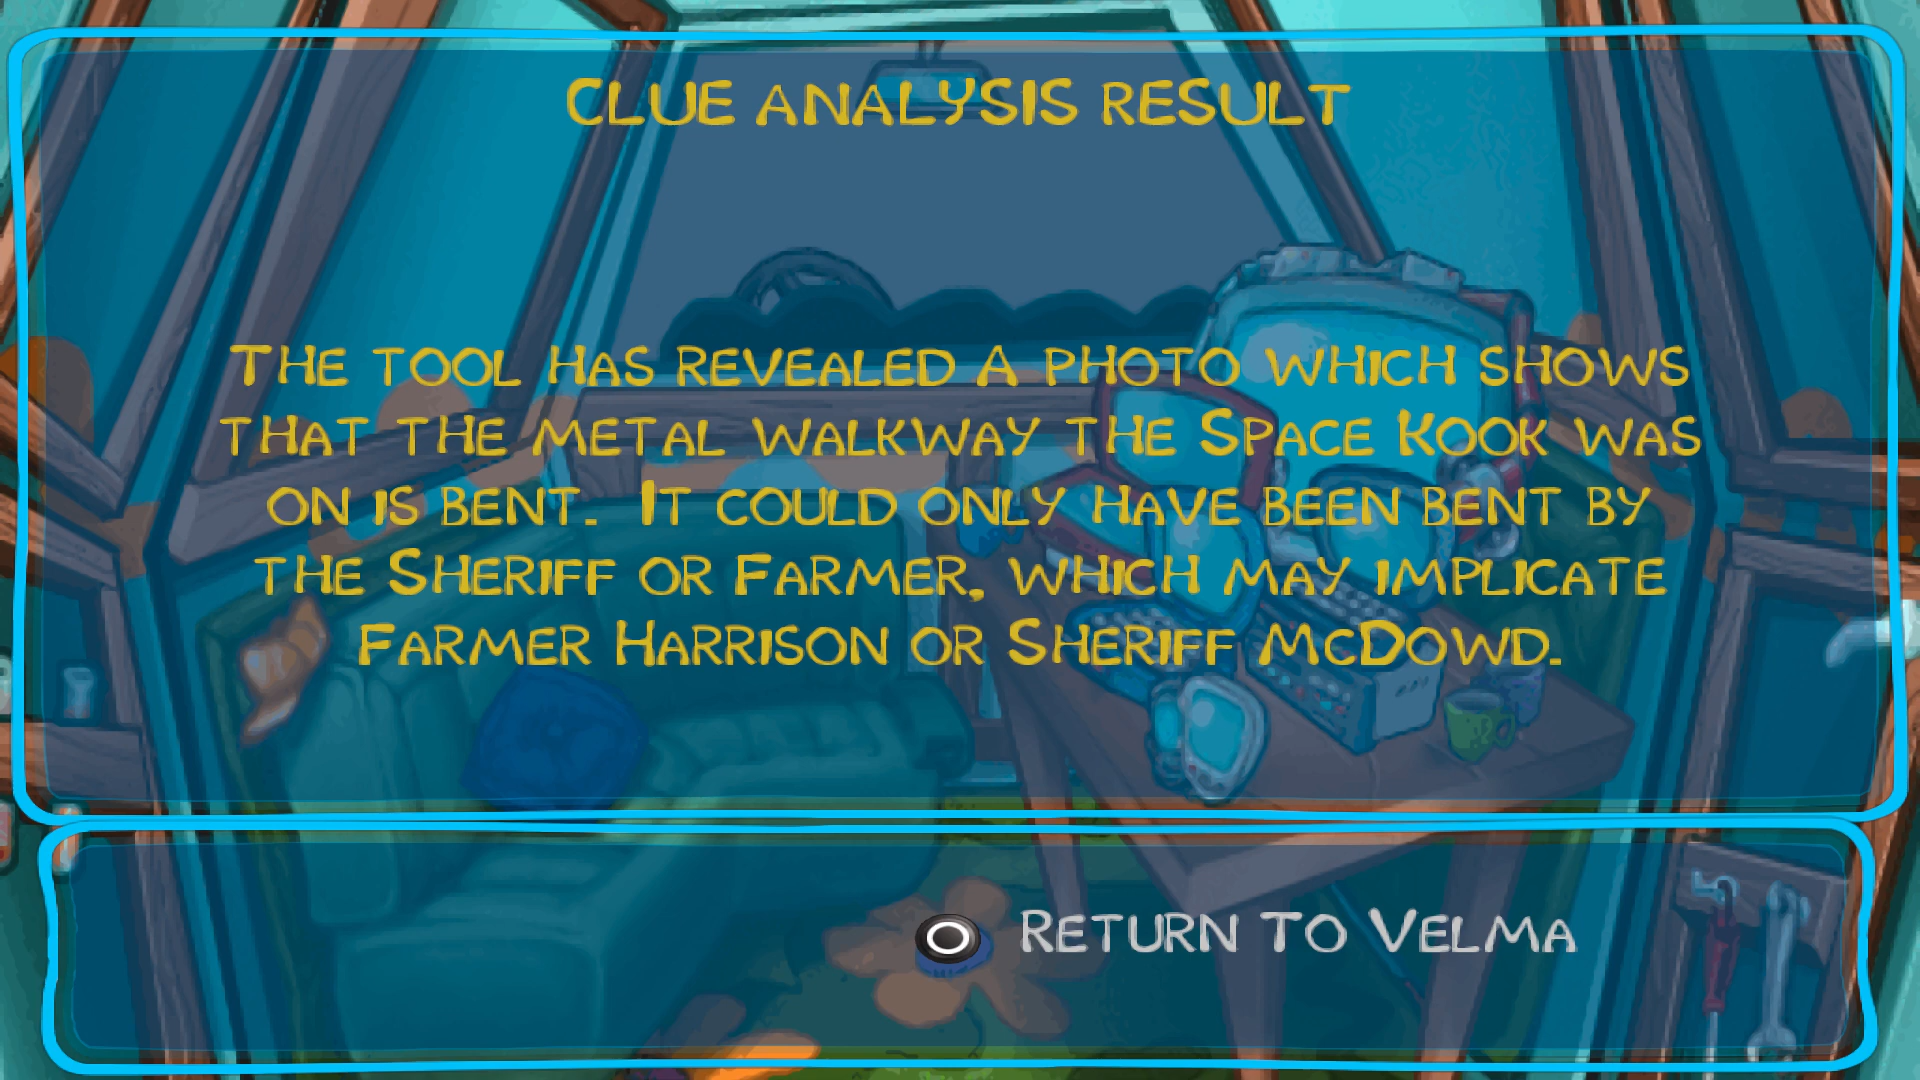 Clue analysis result
The tool has revealed a photo which shows
that the metal walkway the Space Kook was
on is bent.  It could only have been bent by
the Sheriff or Farmer, which may implicate
Farmer Harrison or Sheriff McDowd.
Return to Velma